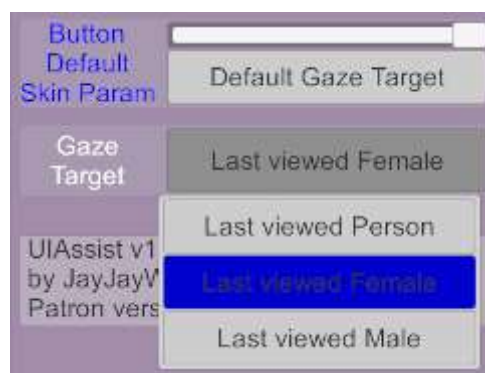 Button
Default
Skin Param
Default Gaze Target
Gaze
Target
Last viewed Female
Last viewed Person
Last viewed Female
Last viewed Male
UIAssist v1
by JayJayW
Patron vers